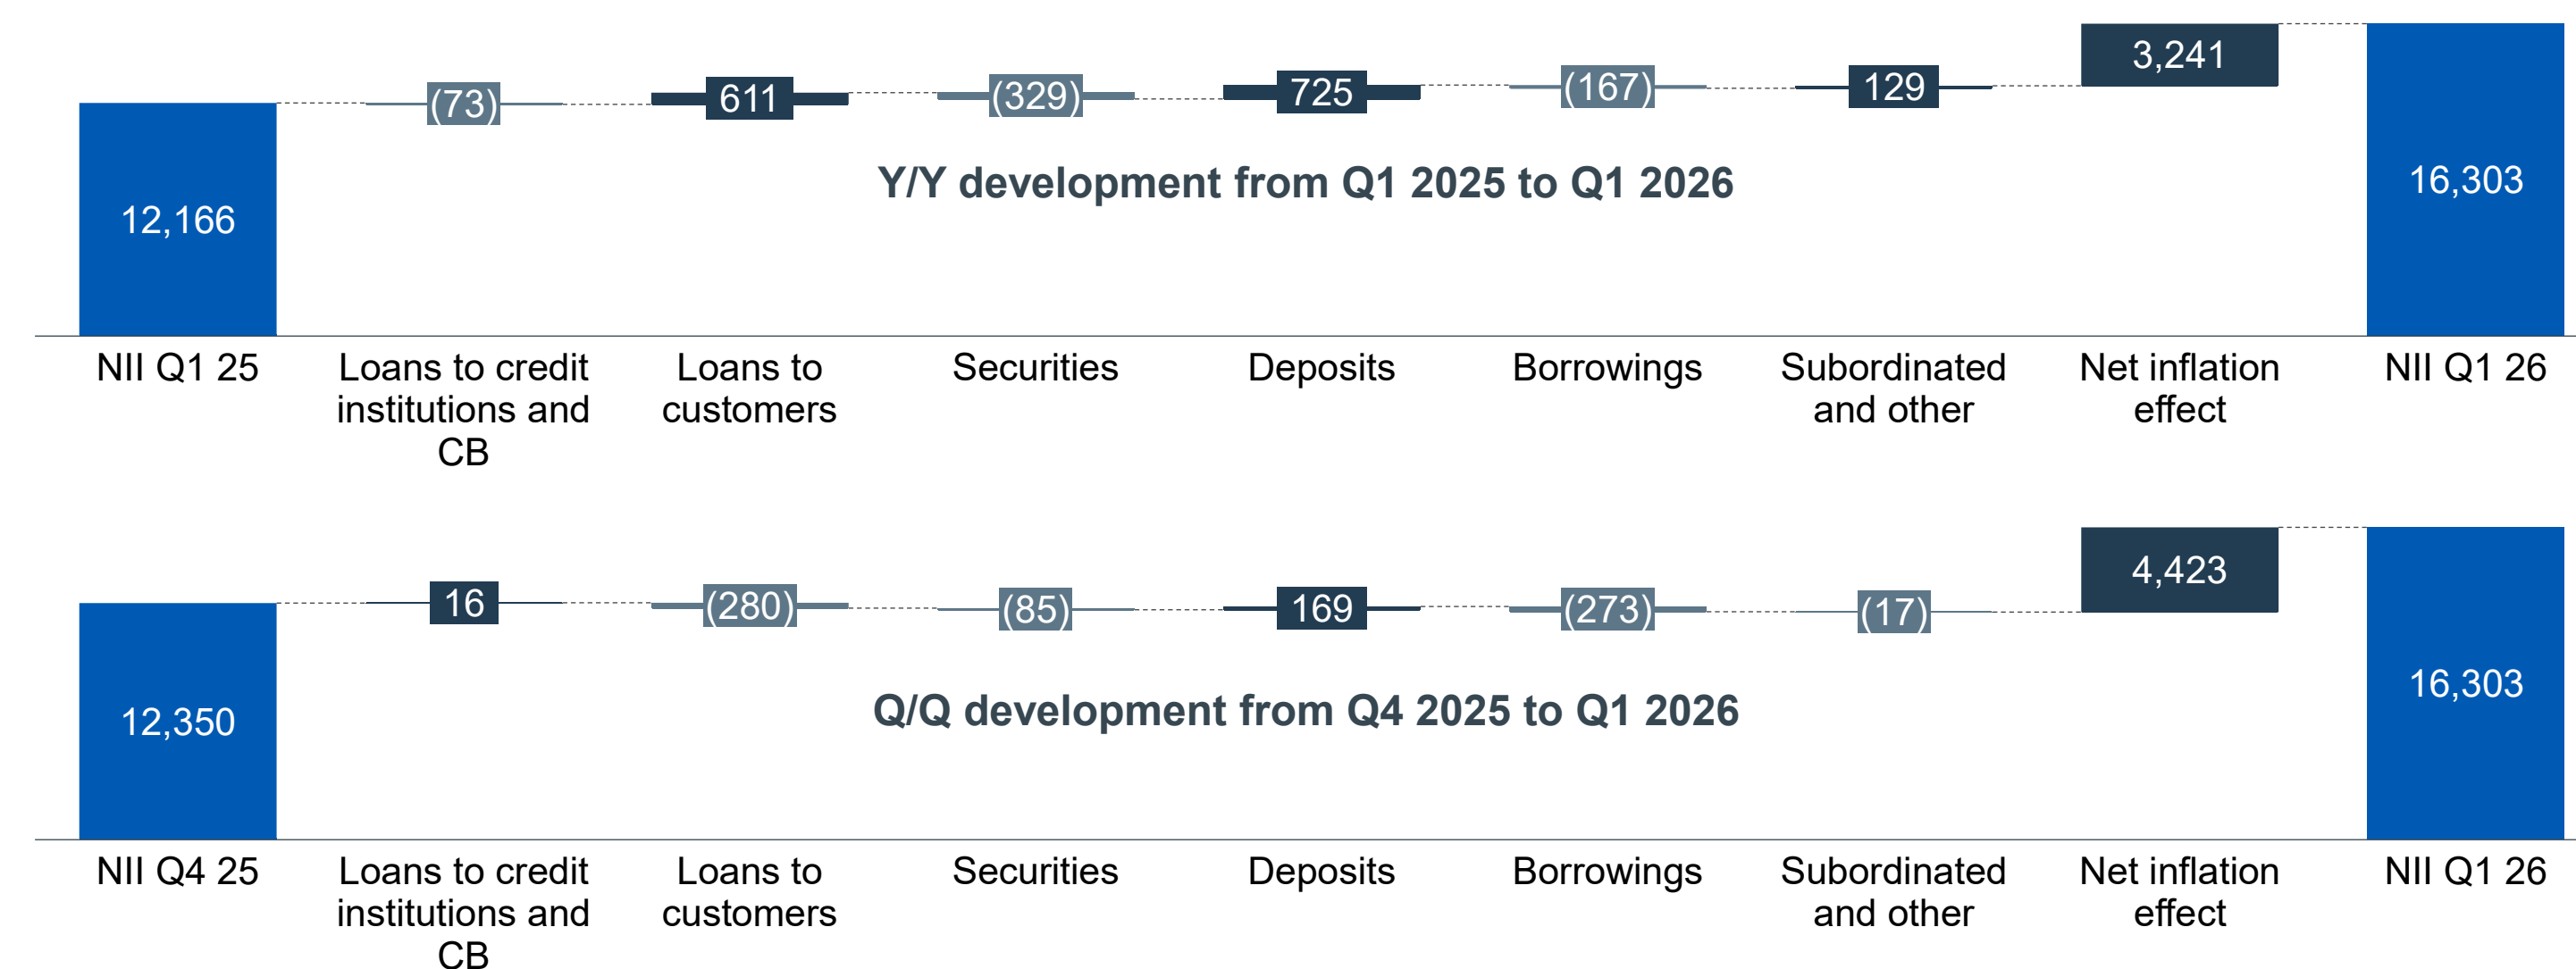 3,241
(73)
611
(329)
725
(167)
129
12,166
Y/Y development from Q1 2025 to Q1 2026
16,303
NII Q1 25
Loans to credit
institutions and
CB
Loans to
customers
Securities
Deposits
Borrowings
Subordinated
and other
Net inflation
effect
NII Q1 26
4,423
16
(280)
(85)
169
(273)
(17)
12,350
Q/Q development from Q4 2025 to Q1 2026
16,303
NII Q4 25
Loans to credit
institutions and
CB
Loans to
customers
Securities
Deposits
Borrowings
Subordinated
and other
Net inflation
effect
NII Q1 26